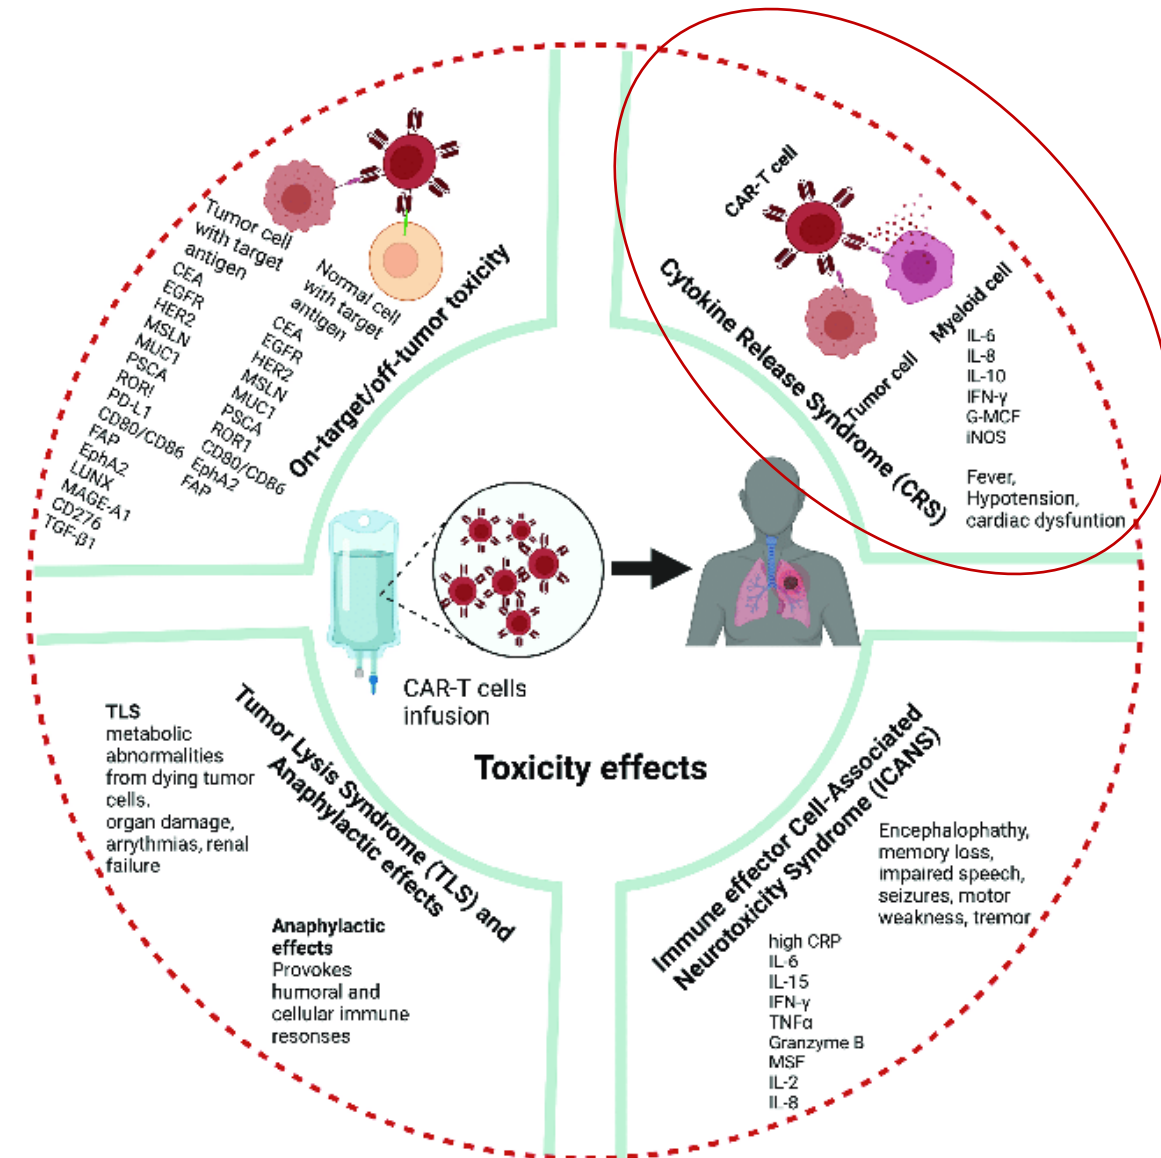 Tumor cell
with target
antigen
CEA
EGFR
HER2
MSLN
MUC1
PSCA
RORI
PD-L1
CD80/CD86
FAP
EphA2
LUNX
MAGE-A1
CD276
TGF-β1
Normal cell
with target
antigen
CEA
EGFR
HER2
MSLN
MUC1
PSCA
ROR1
CD80/CD86
EphA2
FAP
On-target/off-tumor toxicity
CAR-T cell
Myeloid cell
Tumor cell
Cytokine Release Syndrome (CRS)
IL-6
IL-8
IL-10
IFN-γ
G-MCF
iNOS
Fever,
Hypotension,
cardiac dysfuntion
CAR-T cells
infusion
Toxicity effects
TLS
metabolic
abnormalities
from dying tumor
cells.
organ damage,
arrythmias, renal
failure
Tumor Lysis Syndrome (TLS) and
Anaphylactic effects
Anaphylactic
effects
Provokes
humoral and
cellular immune
resonses
Immune effector Cell-Associated
Neurotoxicity Syndrome (ICANS)
Encephalophathy,
memory loss,
impaired speech,
seizures, motor
weakness, tremor
high CRP
IL-6
IL-15
IFN-γ
TNFα
Granzyme B
MSF
IL-2
IL-8